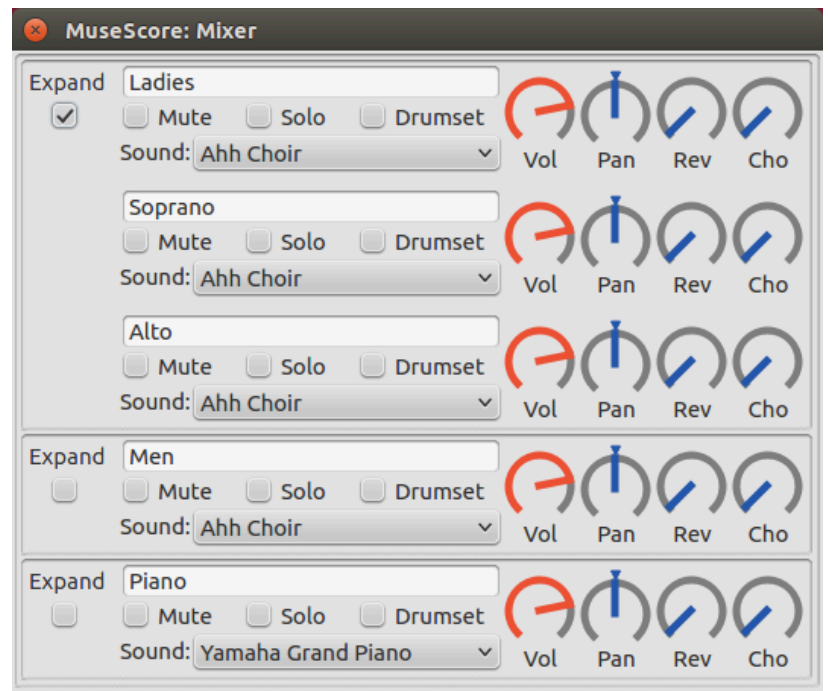 MuseScore: Mixer
Expand Ladies
Mute Solo Drumset
Sound: Ahh Choir
Vol Pan Rev Cho
Soprano
Mute Solo Drumset
Sound: Ahh Choir
Vol Pan Rev Cho
Alto
Mute Solo Drumset
Sound: Ahh Choir
Vol Pan Rev Cho
Expand Men
Mute Solo Drumset
Sound: Ahh Choir
Vol Pan Rev Cho
Expand Piano
Mute Solo Drumset
Sound: Yamaha Grand Piano
Vol Pan Rev Cho